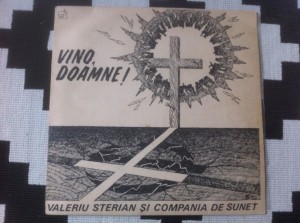 VINO,
DOAMNE!
VALERIU STERIAN ȘI COMPANIA DE SUNET